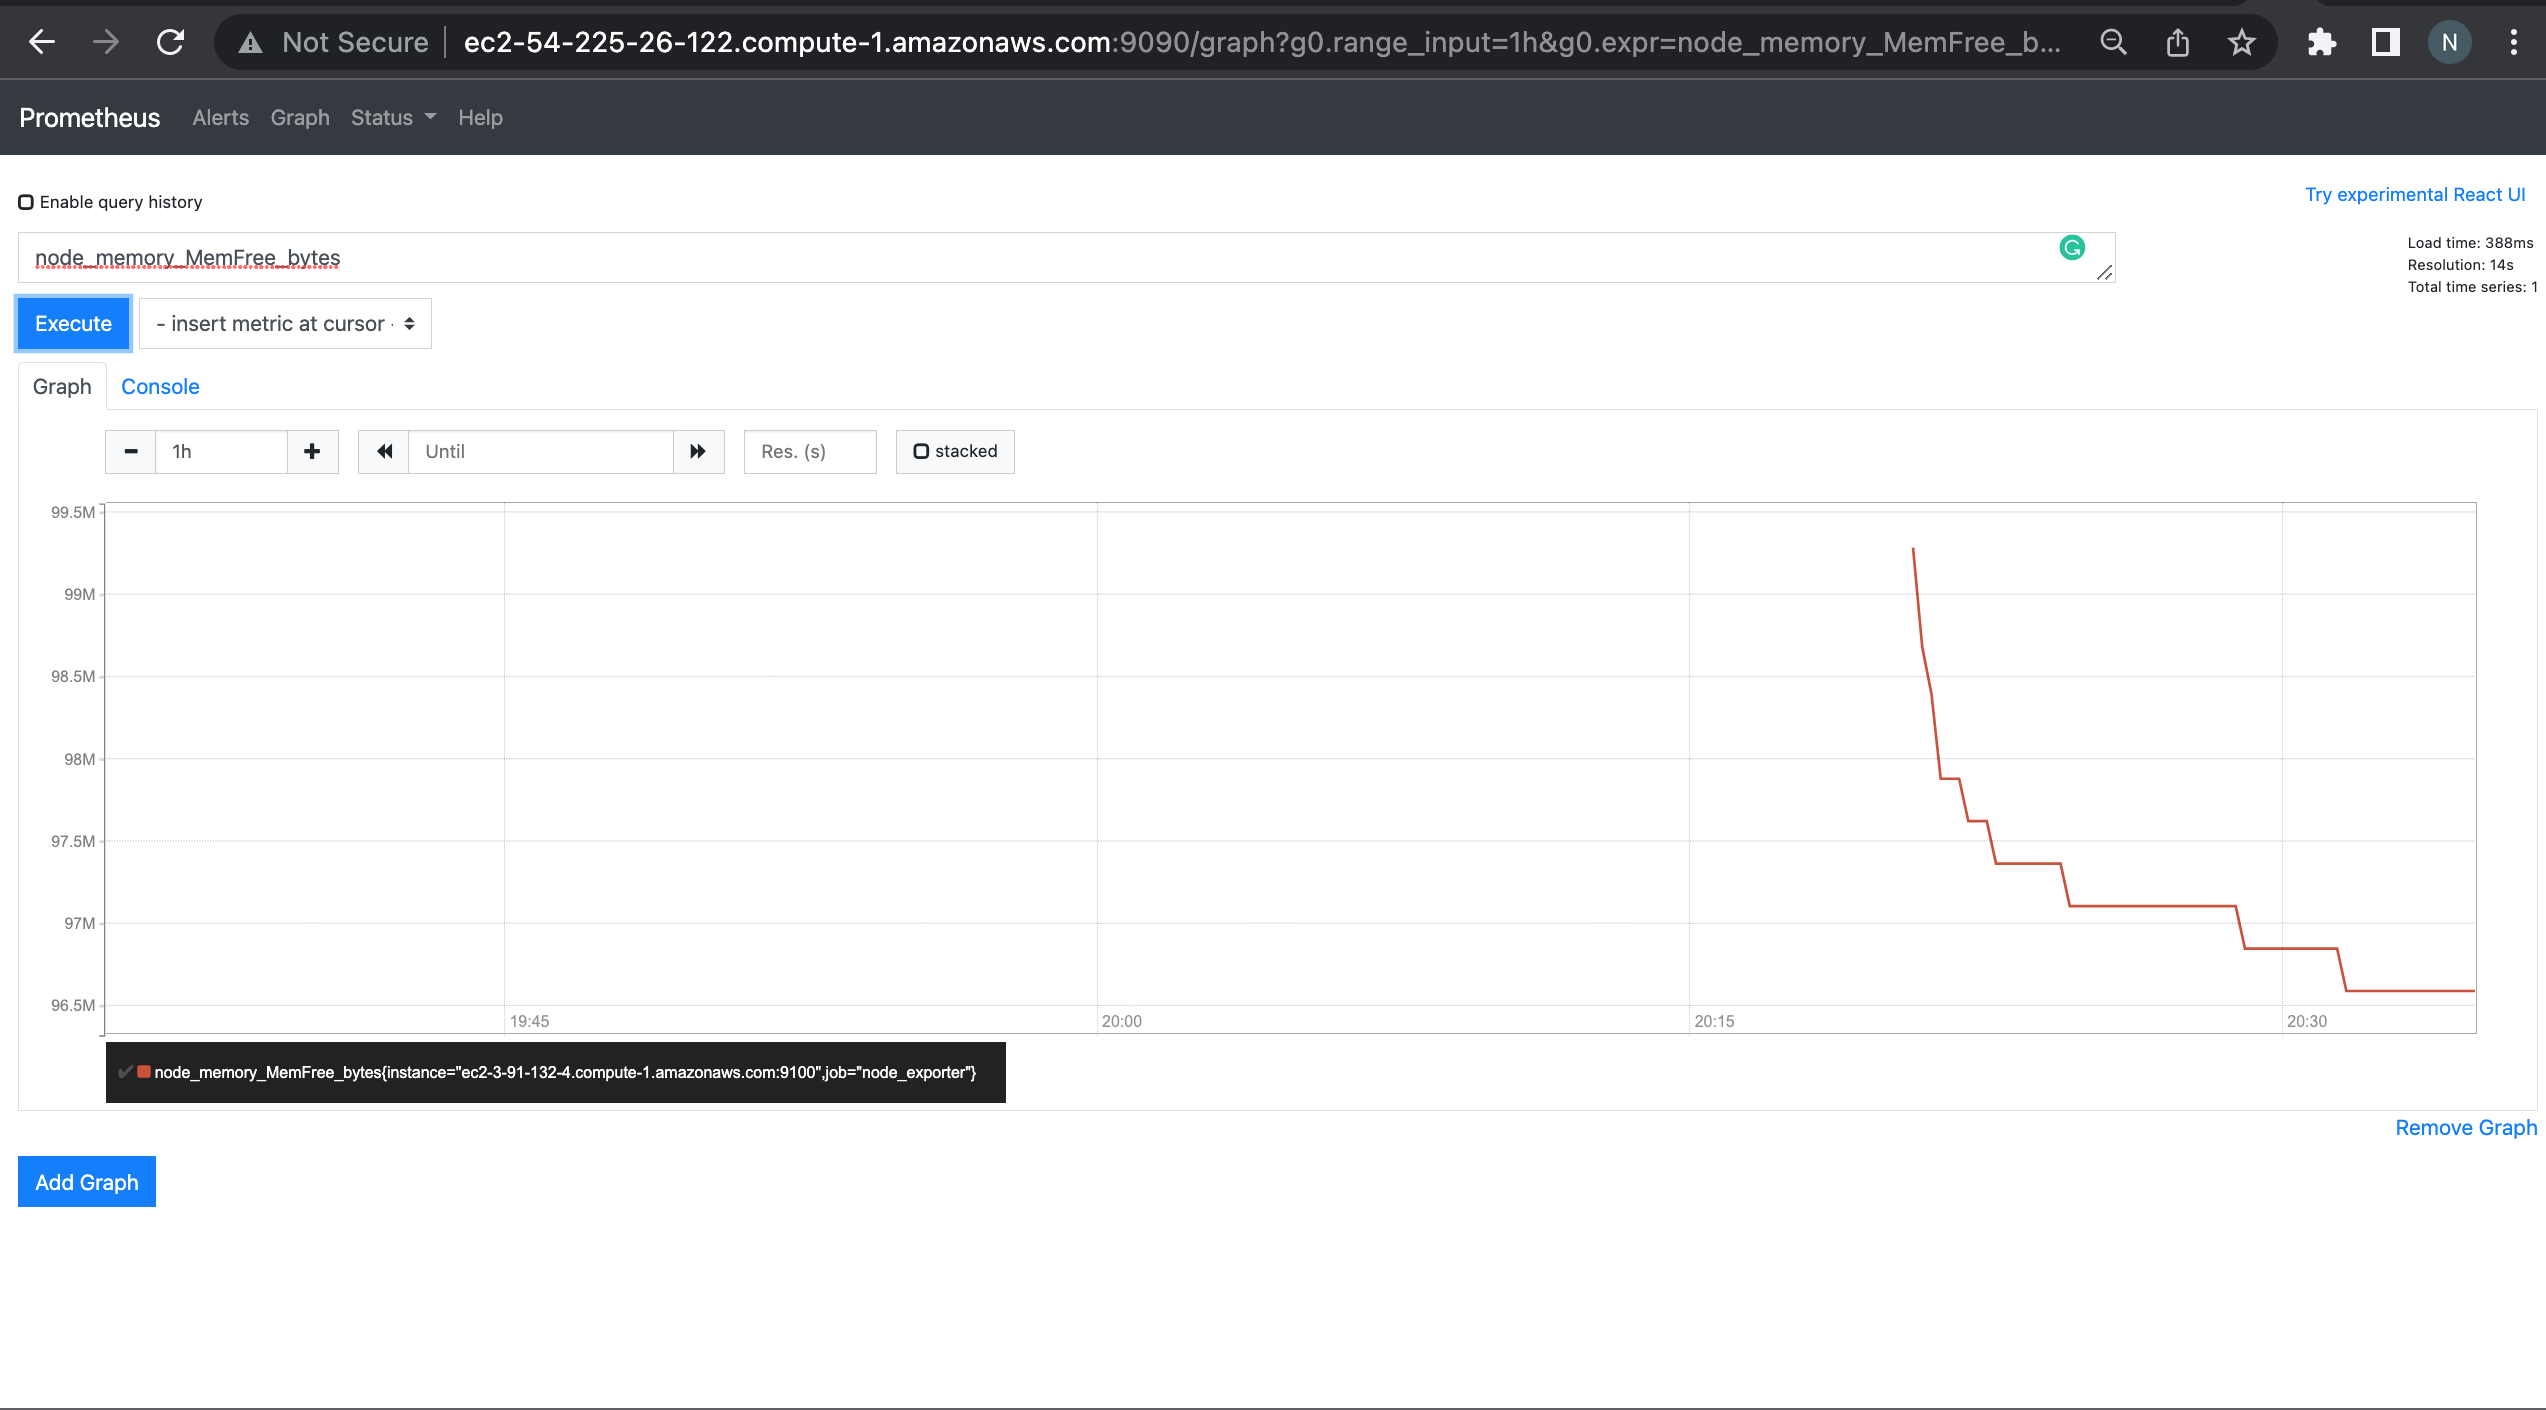 Not Secure ec2-54-225-26-122.compute-1.amazonaws.com:9090/graph?g0.range_input=1h&g0.expr=node_memory_MemFree_b... N
Prometheus Alerts Graph Status Help
Enable query history
Try experimental React UI
node_memory_MemFree_bytes
Load time: 388ms
Resolution: 14s
Total time series: 1
Execute - insert metric at cursor -
Graph Console
1h Until Res. (s) stacked
99.5M
99M
98.5M
98M
97.5M
97M
96.5M
19:45 20:00 20:15 20:30
node_memory_MemFree_bytes{instance="ec2-3-91-132-4.compute-1.amazonaws.com:9100",job="node_exporter"}
Remove Graph
Add Graph